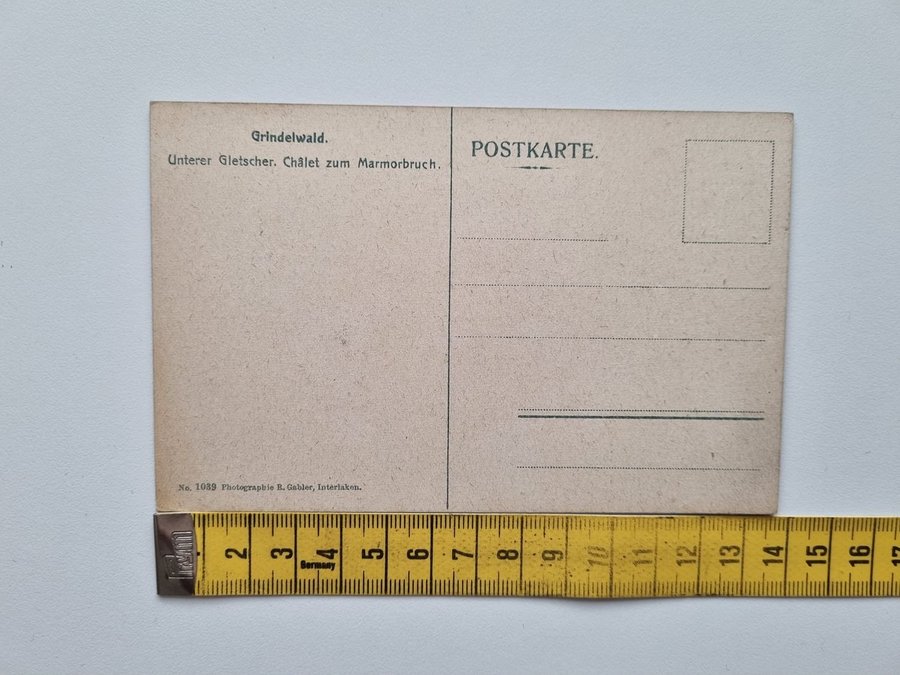 Grindelwald.
Unterer Gletscher. Châlet zum Marmorbruch.
POSTKARTE.
No. 1039 Photographie R. Gabler, Interlaken.
2 3 4 5 6 7 8 9 10 11 12 13 14 15 16 17
Germany